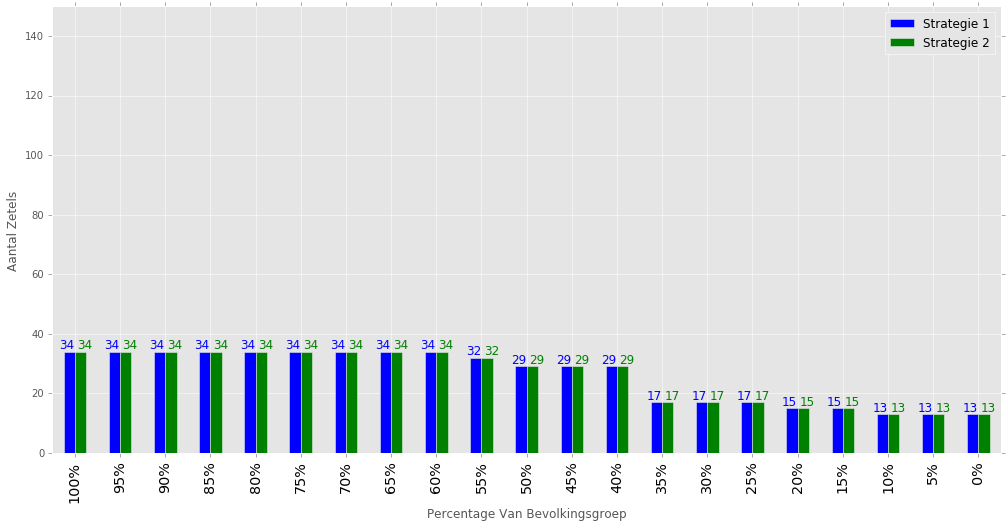 Strategie 1
Strategie 2
140
120
100
80
60
40
20
0
Aantal Zetels
34 34 34 34 34 34 34 34 34 34 34 34 34 34 34 34 34 34 32 32 29 29 29 29 29 29 17 17 17 17 17 17 15 15 15 15 13 13 13 13 13 13
100% 95% 90% 85% 80% 75% 70% 65% 60% 55% 50% 45% 40% 35% 30% 25% 20% 15% 10% 5% 0%
Percentage Van Bevolkingsgroep